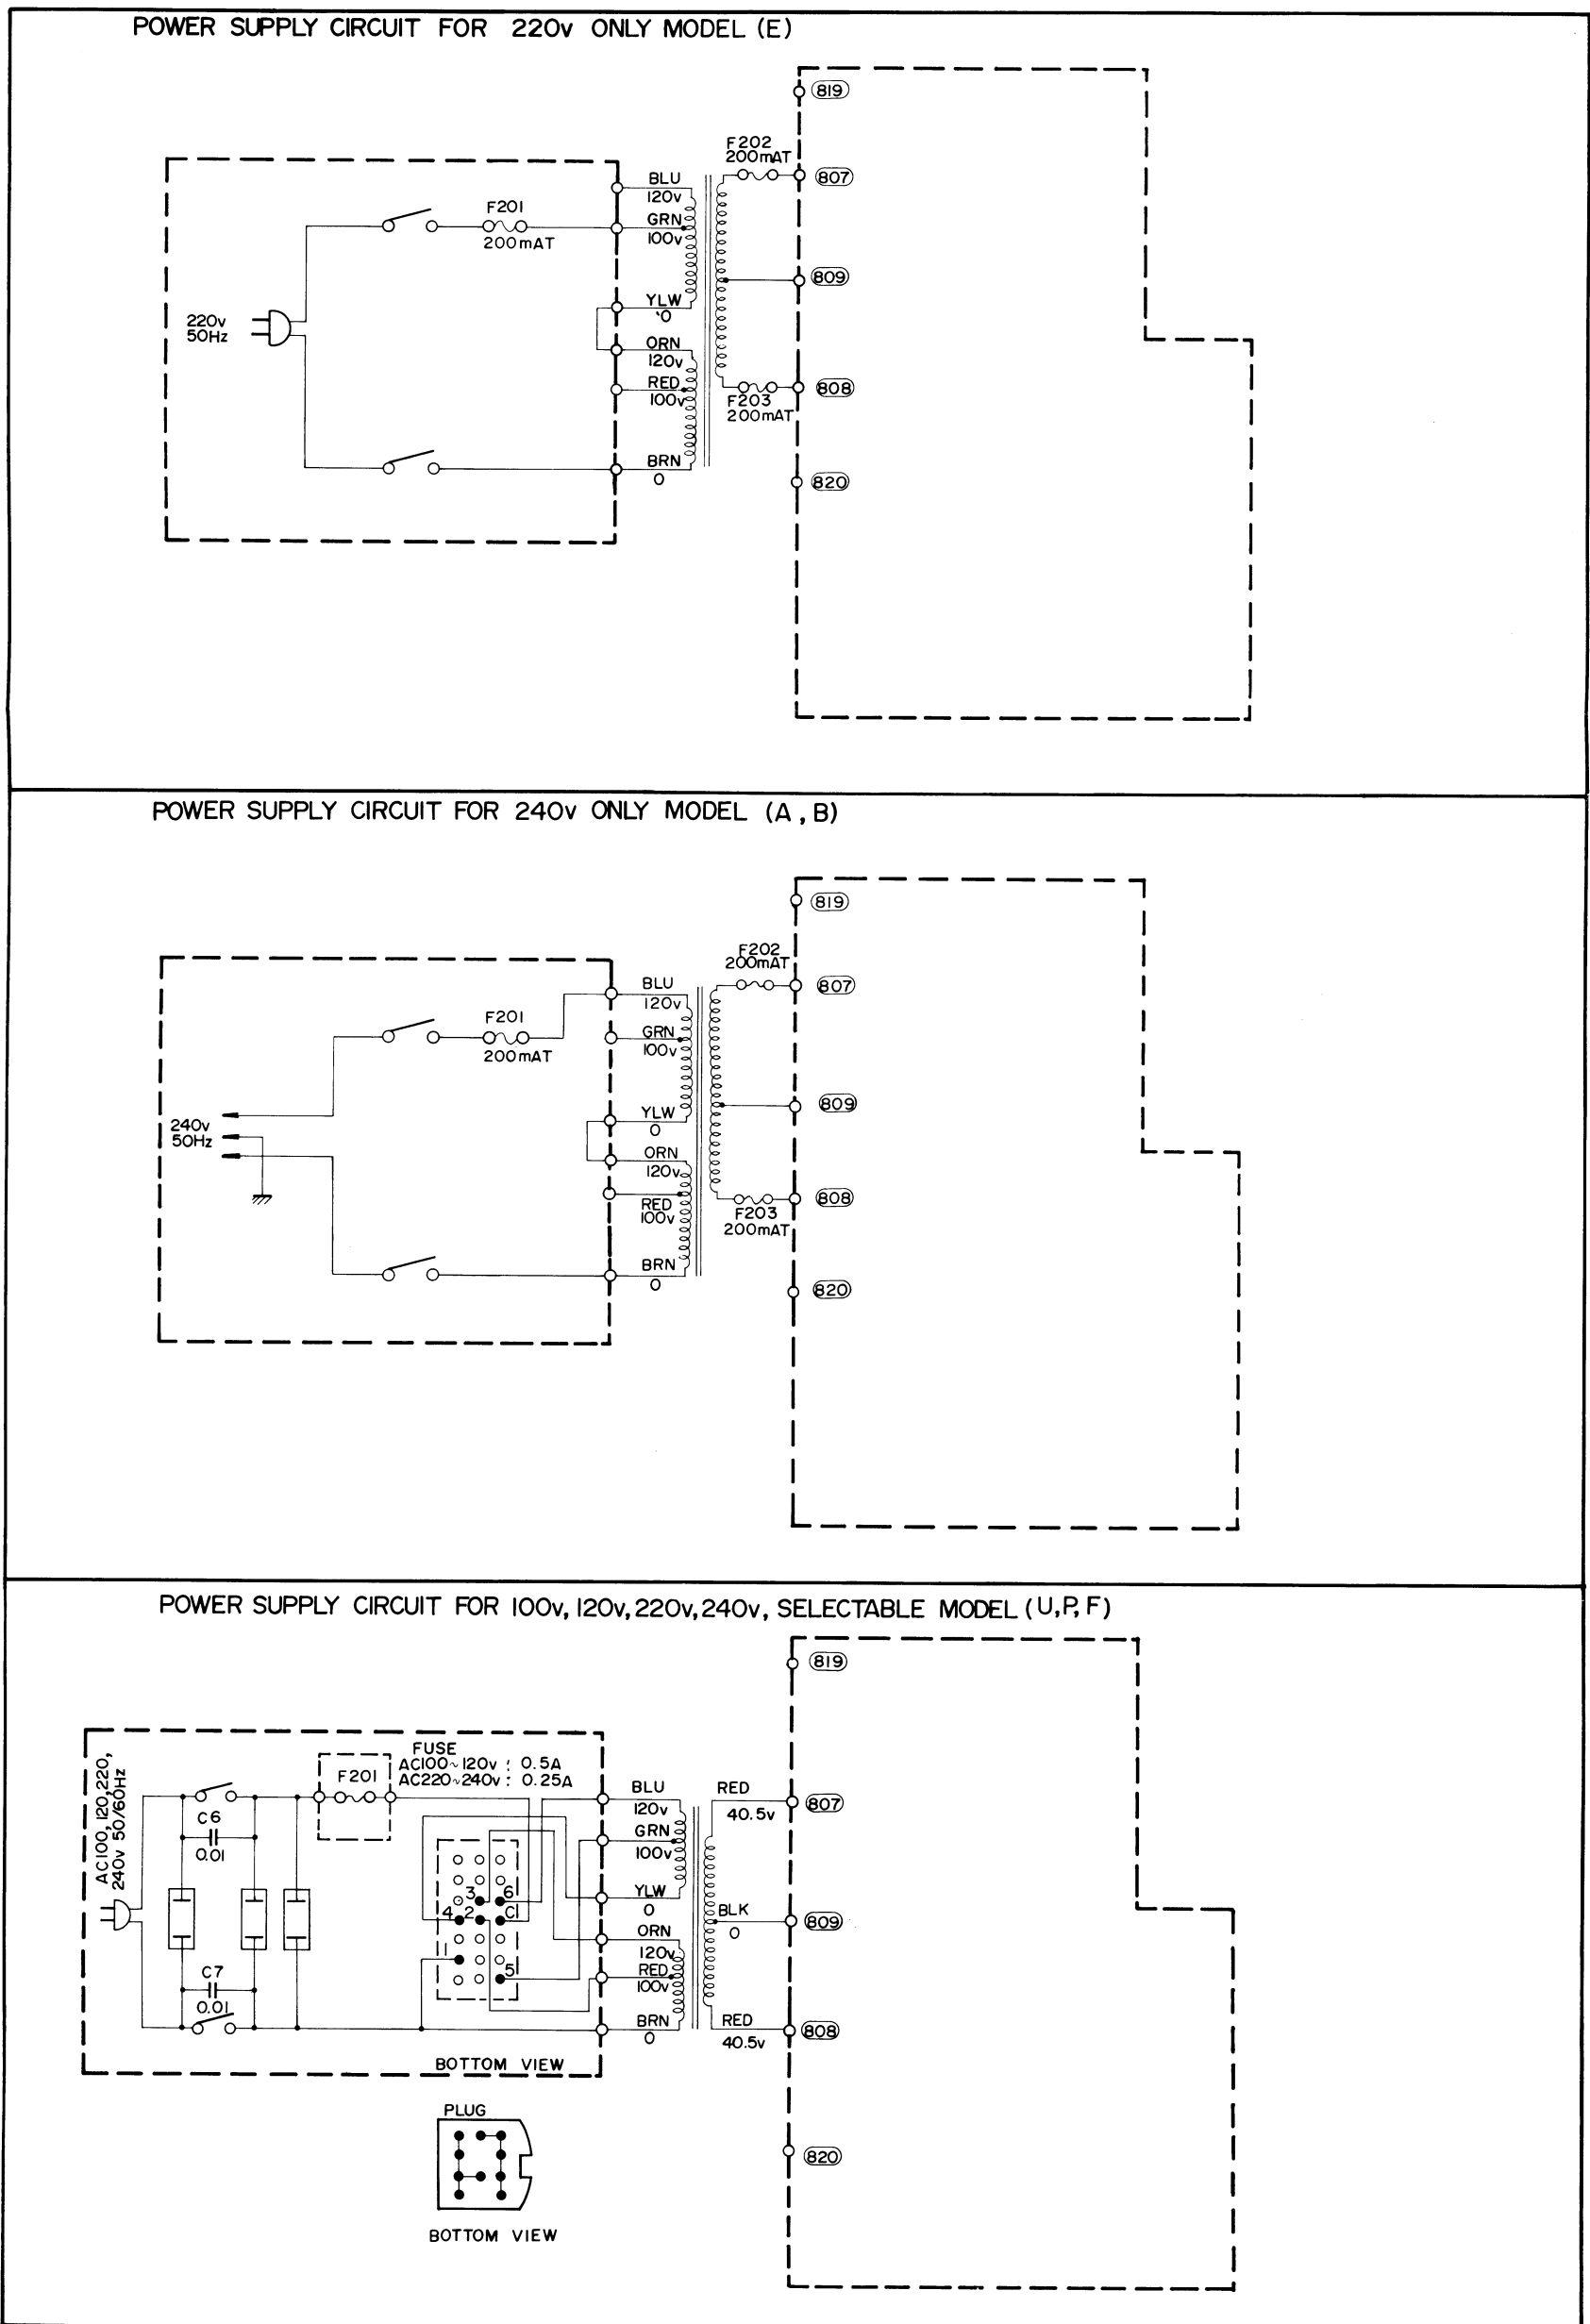 POWER SUPPLY CIRCUIT FOR 220v ONLY MODEL (E)
819
F202
200mAT
807
BLU
120v
F201
200mAT
GRN
100v
809
YLW
0
220v
50Hz
ORN
120v
RED
100v
808
F203
200mAT
BRN
0
820
POWER SUPPLY CIRCUIT FOR 240v ONLY MODEL (A, B)
819
F202
200mAT
807
BLU
120v
F201
200mAT
GRN
100v
809
YLW
0
240v
50Hz
ORN
120v
RED
100v
808
F203
200mAT
BRN
0
820
POWER SUPPLY CIRCUIT FOR 100v, 120v, 220v, 240v, SELECTABLE MODEL (U, P, F)
819
AC100, 120, 220,
240v 50/60Hz
FUSE
AC100~120v : 0.5A
AC220~240v : 0.25A
F201
C6
0.01
BLU
120v
RED
40.5v
807
GRN
100v
3
6
4
2
C1
YLW
0
BLK
0
809
ORN
120v
1
RED
100v
5
C7
0.01
BRN
0
RED
40.5v
808
BOTTOM VIEW
PLUG
820
BOTTOM VIEW